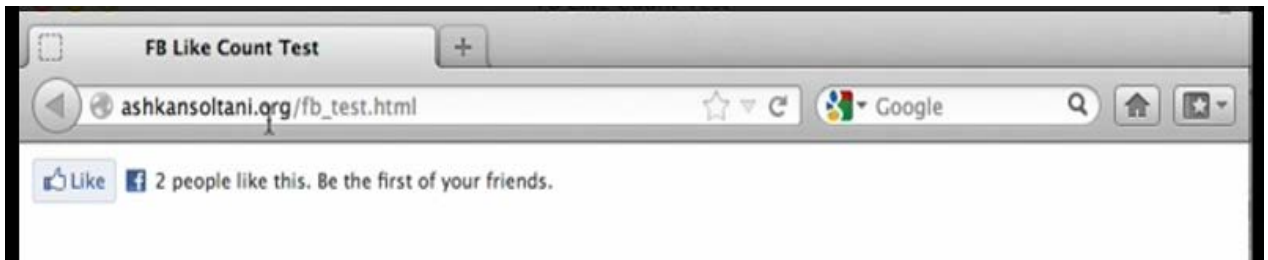 FB Like Count Test
ashkansoltani.org/fb_test.html
Google
Like
2 people like this. Be the first of your friends.